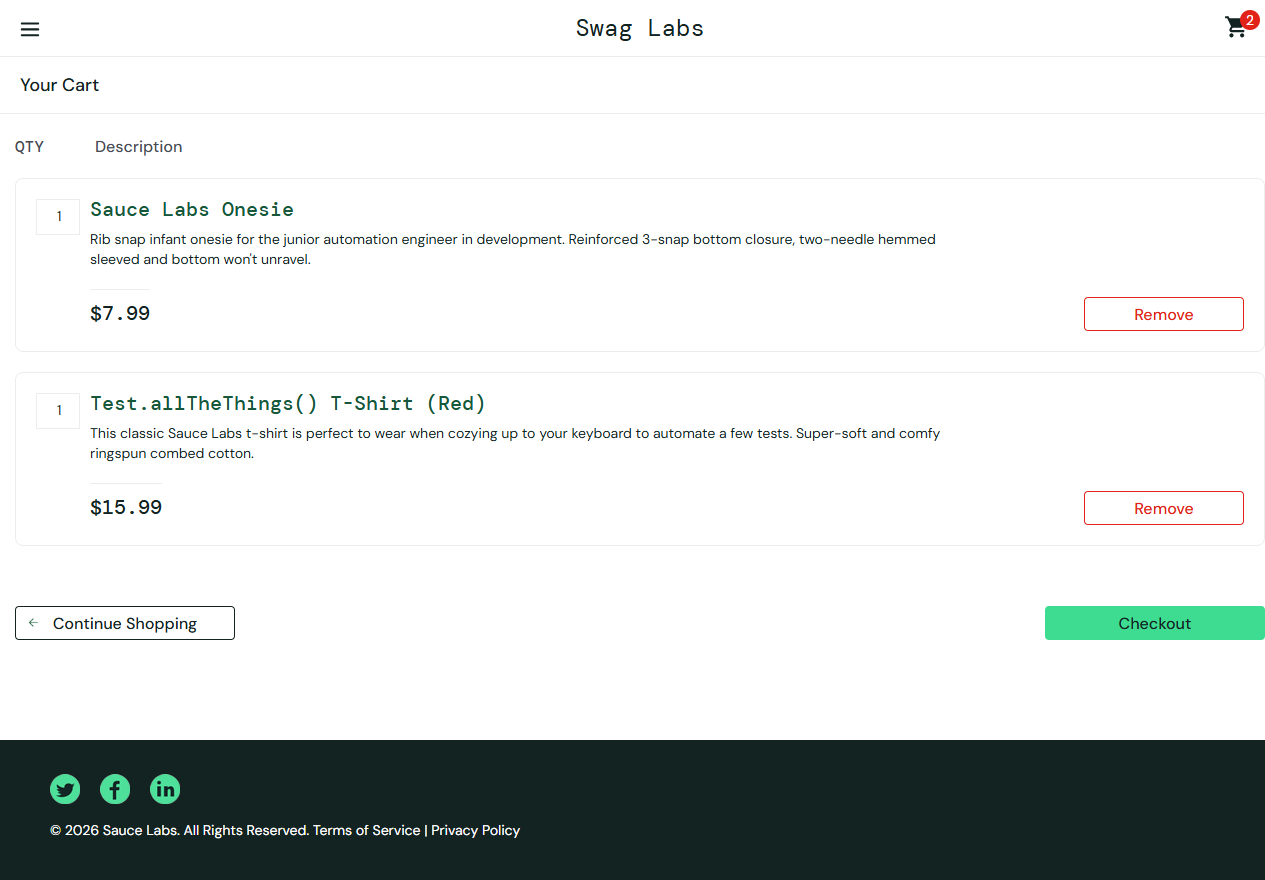 Swag Labs
2
Your Cart
QTY Description
1
Sauce Labs Onesie
Rib snap infant onesie for the junior automation engineer in development. Reinforced 3-snap bottom closure, two-needle hemmed
sleeved and bottom won't unravel.
$7.99
Remove
1
Test.allTheThings() T-Shirt (Red)
This classic Sauce Labs t-shirt is perfect to wear when cozying up to your keyboard to automate a few tests. Super-soft and comfy
ringspun combed cotton.
$15.99
Remove
Continue Shopping
Checkout
© 2026 Sauce Labs. All Rights Reserved. Terms of Service | Privacy Policy